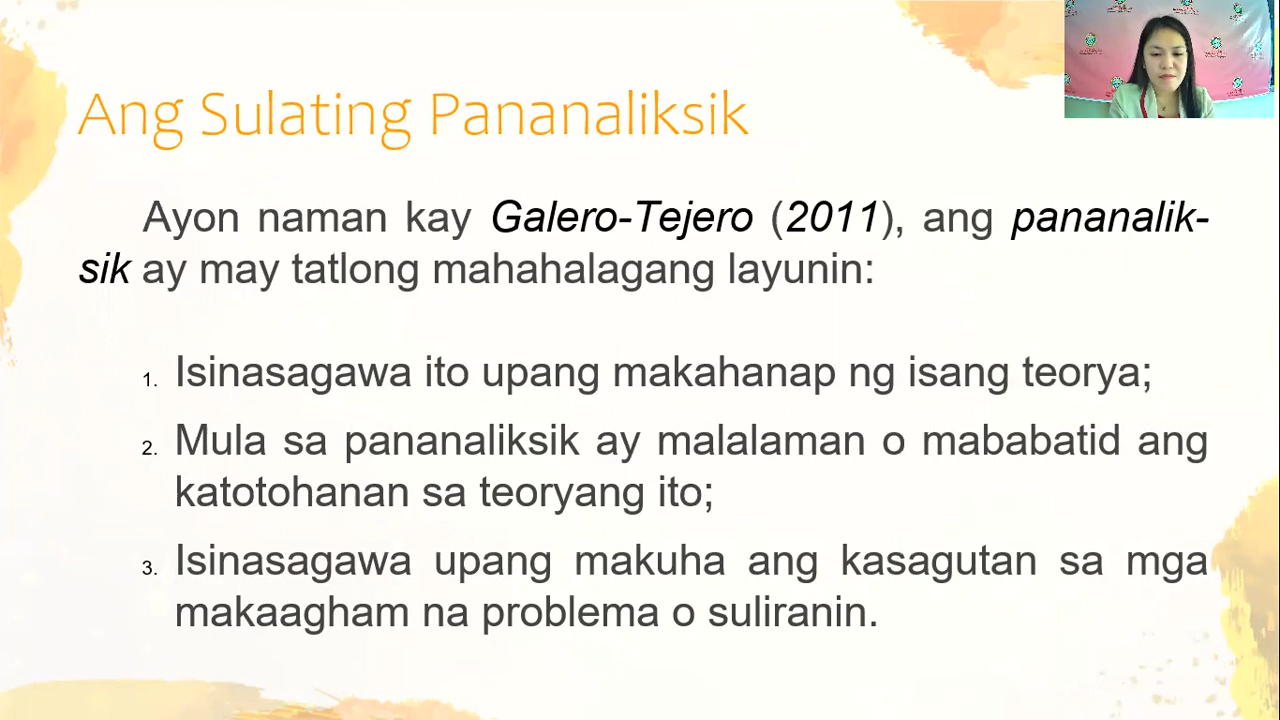 Ang Sulating Pananaliksik
Ayon naman kay Galero-Tejero (2011), ang pananalik-
sik ay may tatlong mahahalagang layunin:
1. Isinasagawa ito upang makahanap ng isang teorya;
2. Mula sa pananaliksik ay malalaman o mababatid ang
katotohanan sa teoryang ito;
3. Isinasagawa upang makuha ang kasagutan sa mga
makaagham na problema o suliranin.